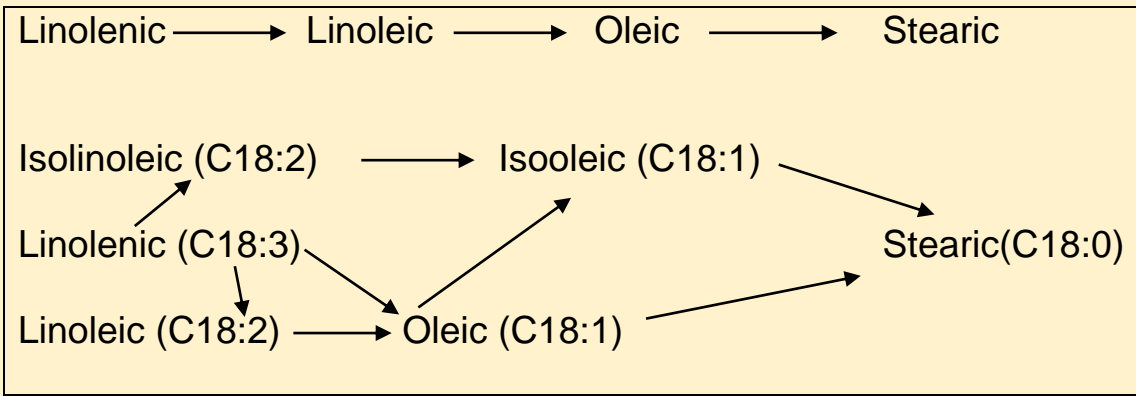 Linolenic Linoleic Oleic Stearic
Isolinoleic (C18:2) Isooleic (C18:1)
Linolenic (C18:3) Stearic(C18:0)
Linoleic (C18:2) Oleic (C18:1)